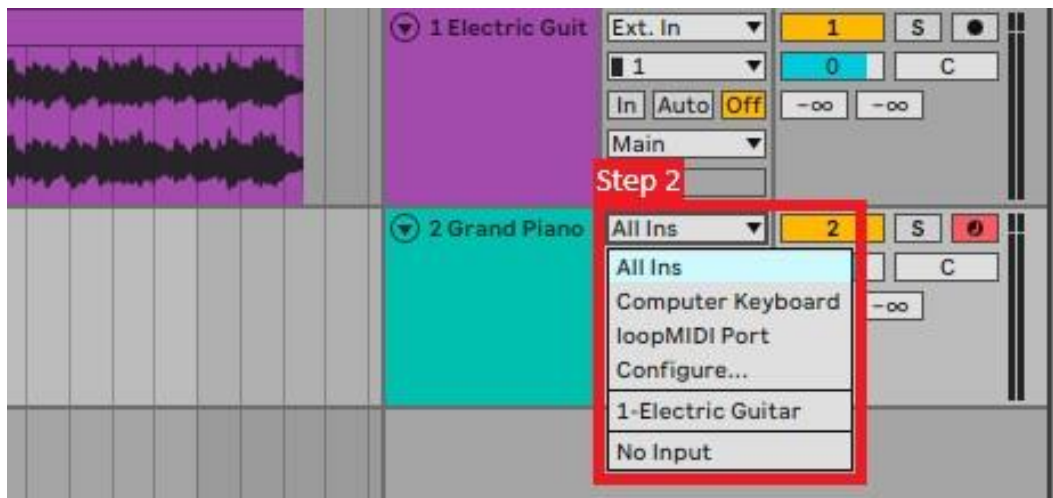 1 Electric Guit
Ext. In
1
S
1
0
C
In Auto Off
-∞ -∞
Main
Step 2
2 Grand Piano
All Ins
2
S
All Ins
C
Computer Keyboard
-∞
loopMIDI Port
Configure...
1-Electric Guitar
No Input